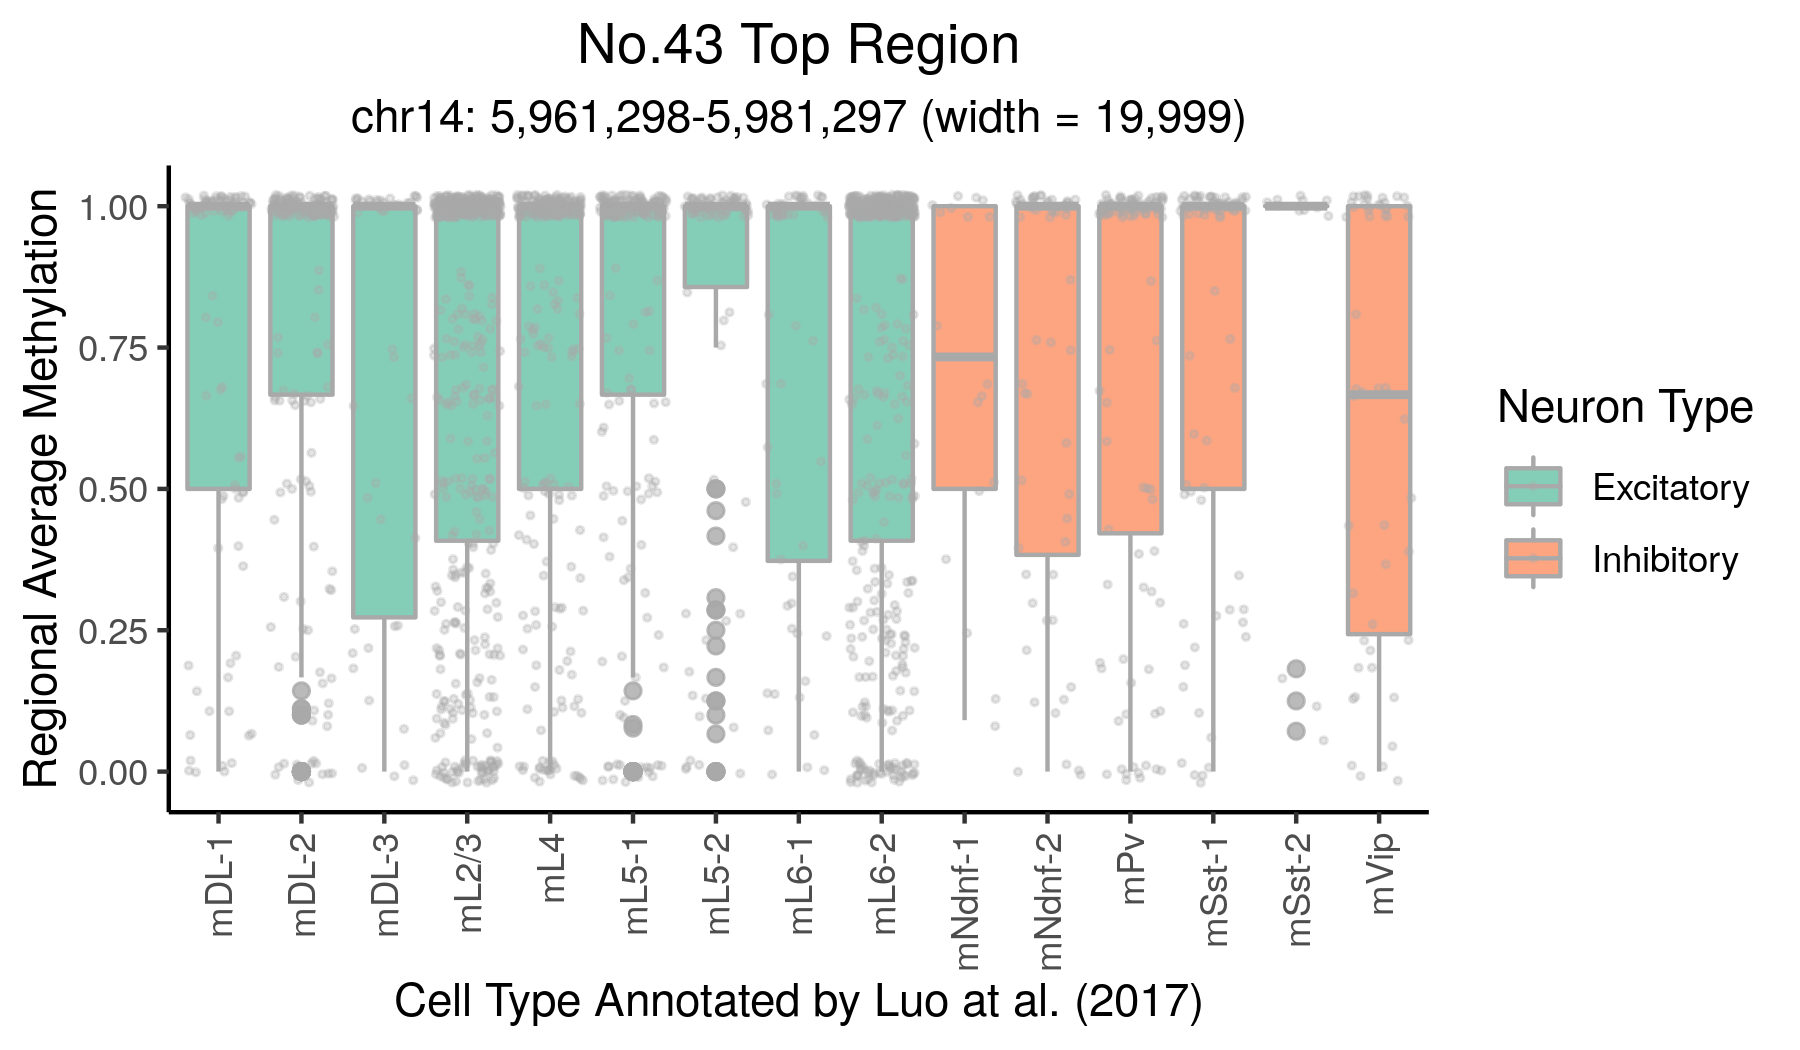 No.43 Top Region
chr14: 5,961,298-5,981,297 (width = 19,999)
Regional Average Methylation
1.00
0.75
0.50
0.25
0.00
mDL-1
mDL-2
mDL-3
mL2/3
mL4
mL5-1
mL5-2
mL6-1
mL6-2
mNdnf-1
mNdnf-2
mPv
mSst-1
mSst-2
mVip
Cell Type Annotated by Luo at al. (2017)
Neuron Type
Excitatory
Inhibitory